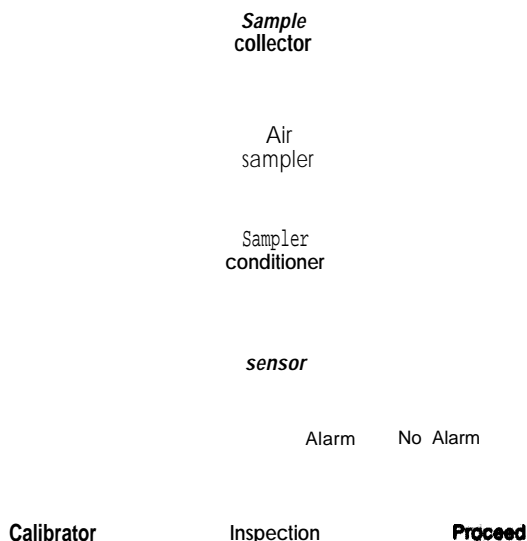 Sample
collector
Air
sampler
Sampler
conditioner
sensor
Alarm No Alarm
Calibrator Inspection Proceed